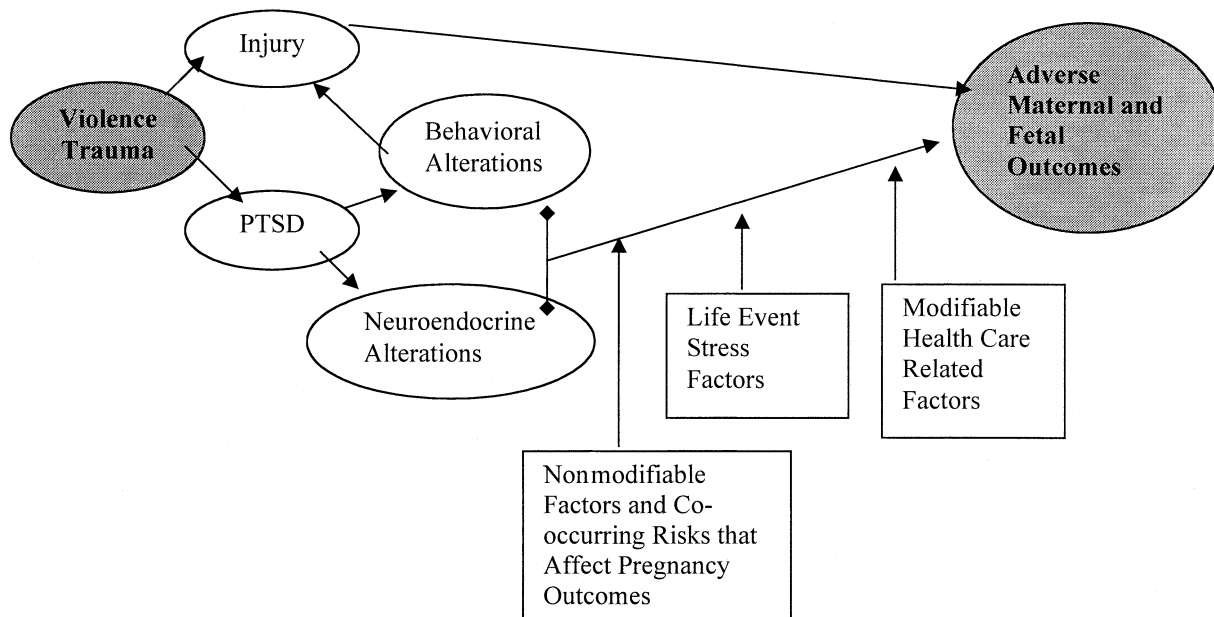 Injury
Violence
Trauma
Behavioral
Alterations
PTSD
Neuroendocrine
Alterations
Adverse
Maternal and
Fetal
Outcomes
Nonmodifiable
Factors and Co-
occurring Risks that
Affect Pregnancy
Outcomes
Life Event
Stress
Factors
Modifiable
Health Care
Related
Factors